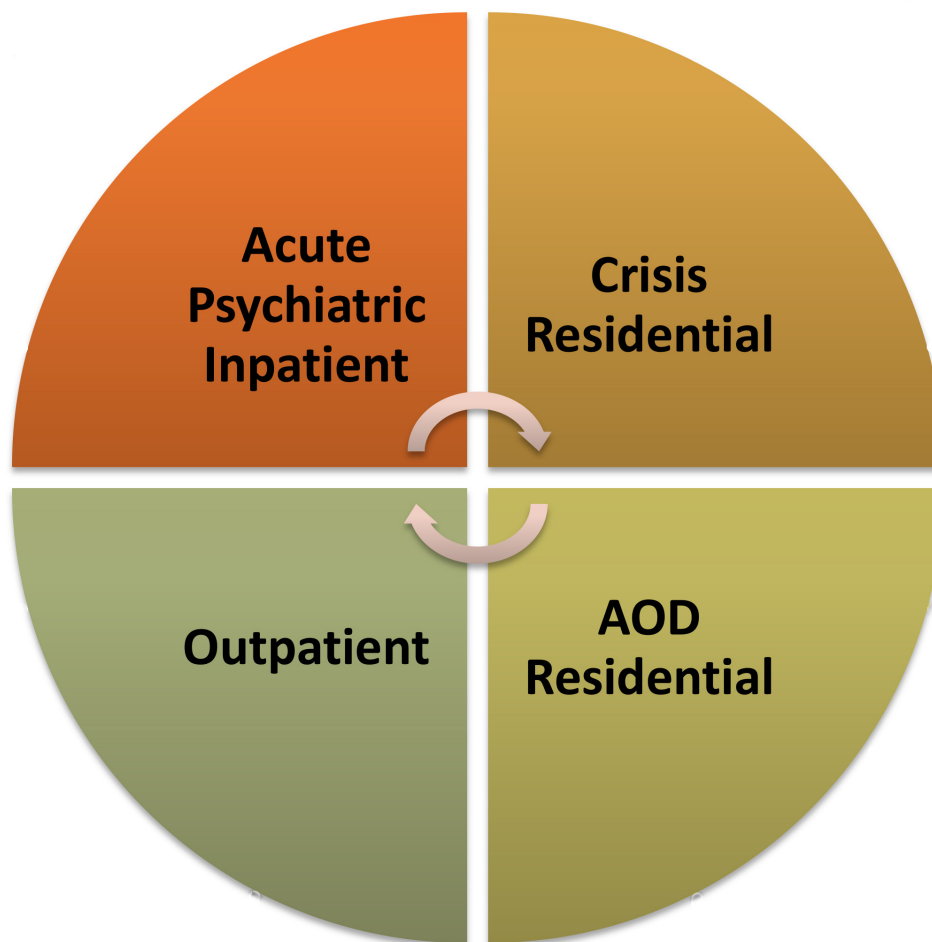 Acute
Psychiatric
Inpatient
Crisis
Residential
Outpatient
AOD
Residential